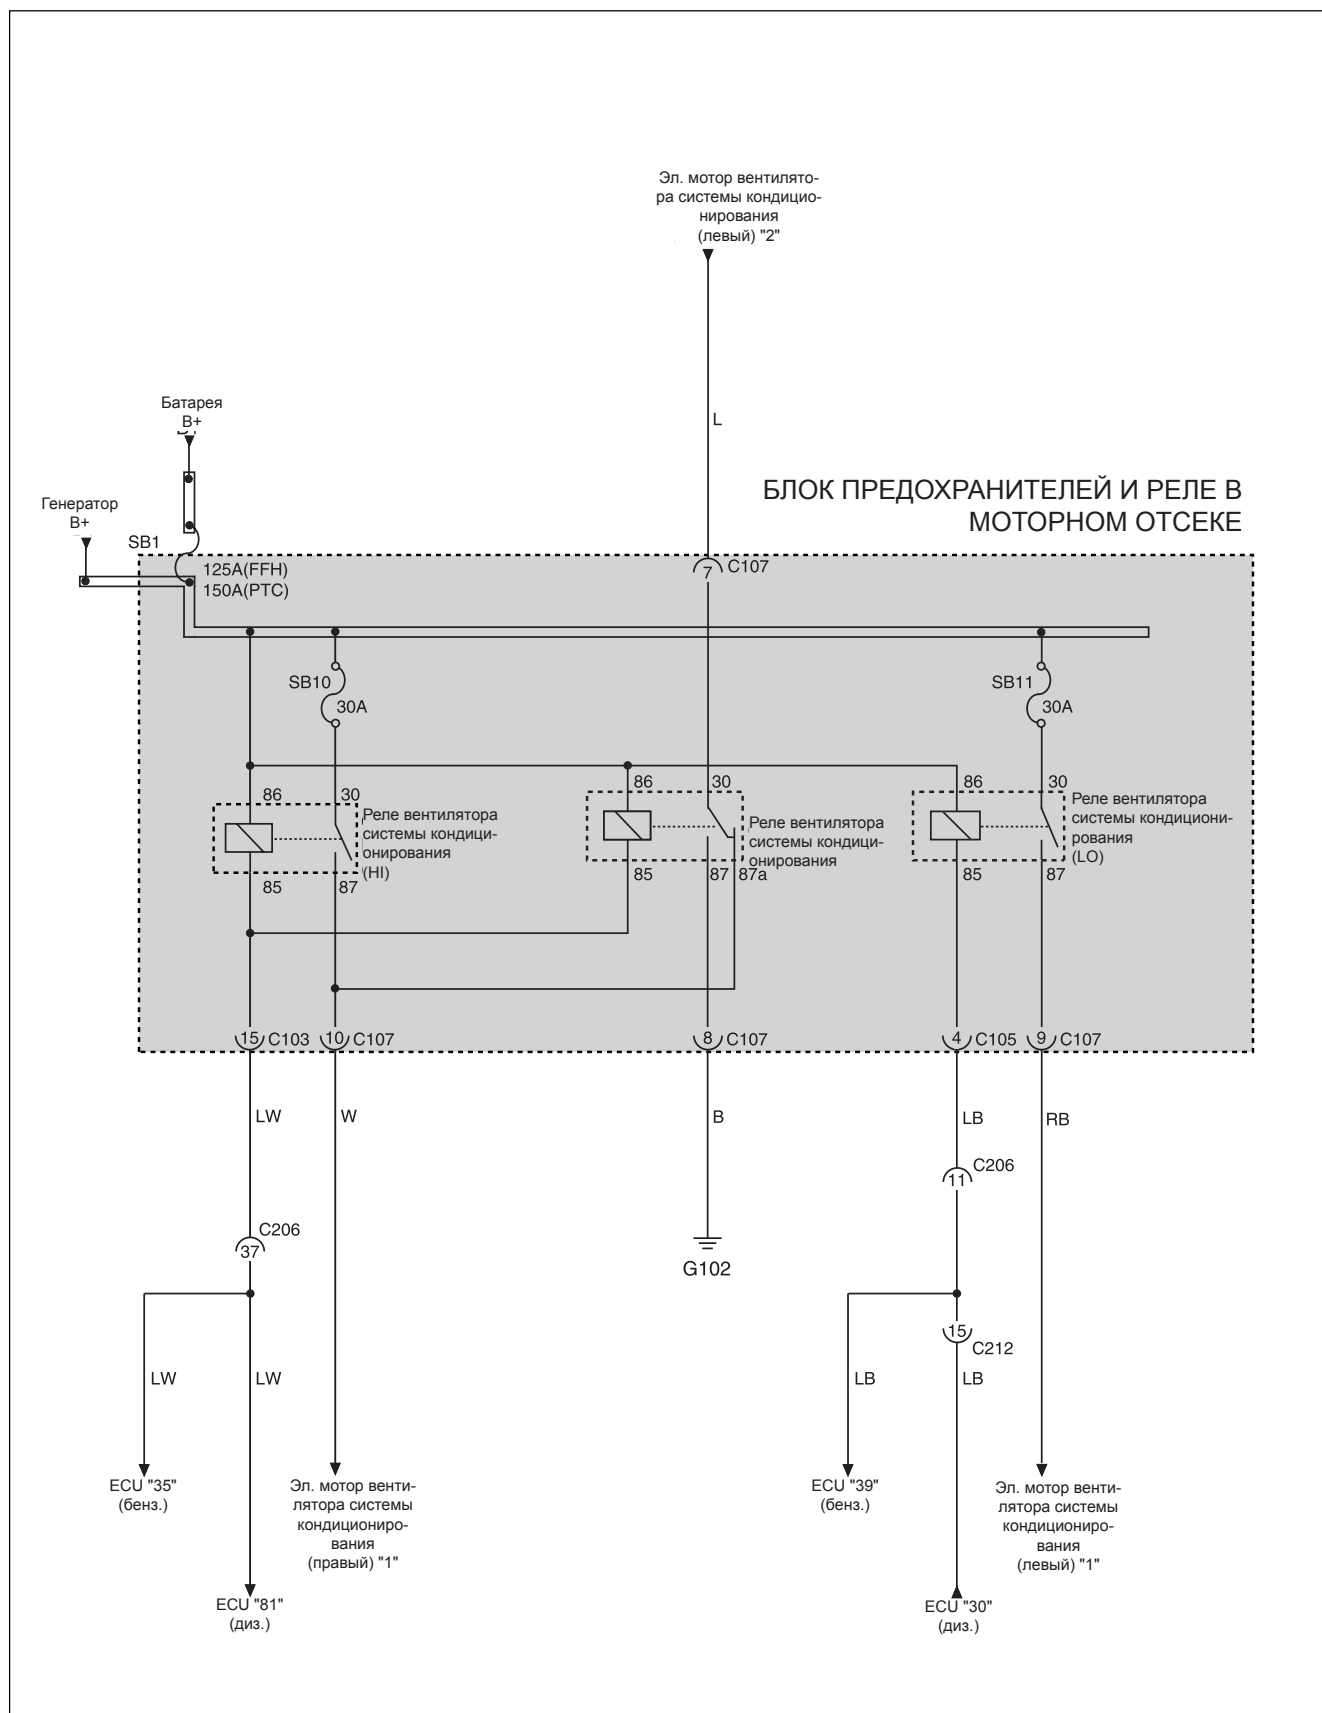 Эл. мотор вентилято-
ра системы кондицио-
нирования
(левый) "2"
Батарея
B+
L
БЛОК ПРЕДОХРАНИТЕЛЕЙ И РЕЛЕ В
МОТОРНОМ ОТСЕКЕ
Генератор
B+
SB1
125A(FFH)
150A(PTC)
7
C107
SB10
30A
SB11
30A
86
30
86
30
86
30
Реле вентилятора
системы кондици-
онирования
(HI)
Реле вентилятора
системы кондици-
онирования
Реле вентилятора
системы кондициони-
рования
(LO)
85
87
85
87
87a
85
87
15
C103
10
C107
8
C107
4
C105
9
C107
LW
W
B
LB
RB
C206
11
C206
37
G102
15
C212
LW
LW
LB
LB
ECU "35"
(бенз.)
Эл. мотор венти-
лятора системы
кондициониро-
вания
(правый) "1"
ECU "39"
(бенз.)
Эл. мотор венти-
лятора системы
кондициониро-
вания
(левый) "1"
ECU "81"
(диз.)
ECU "30"
(диз.)